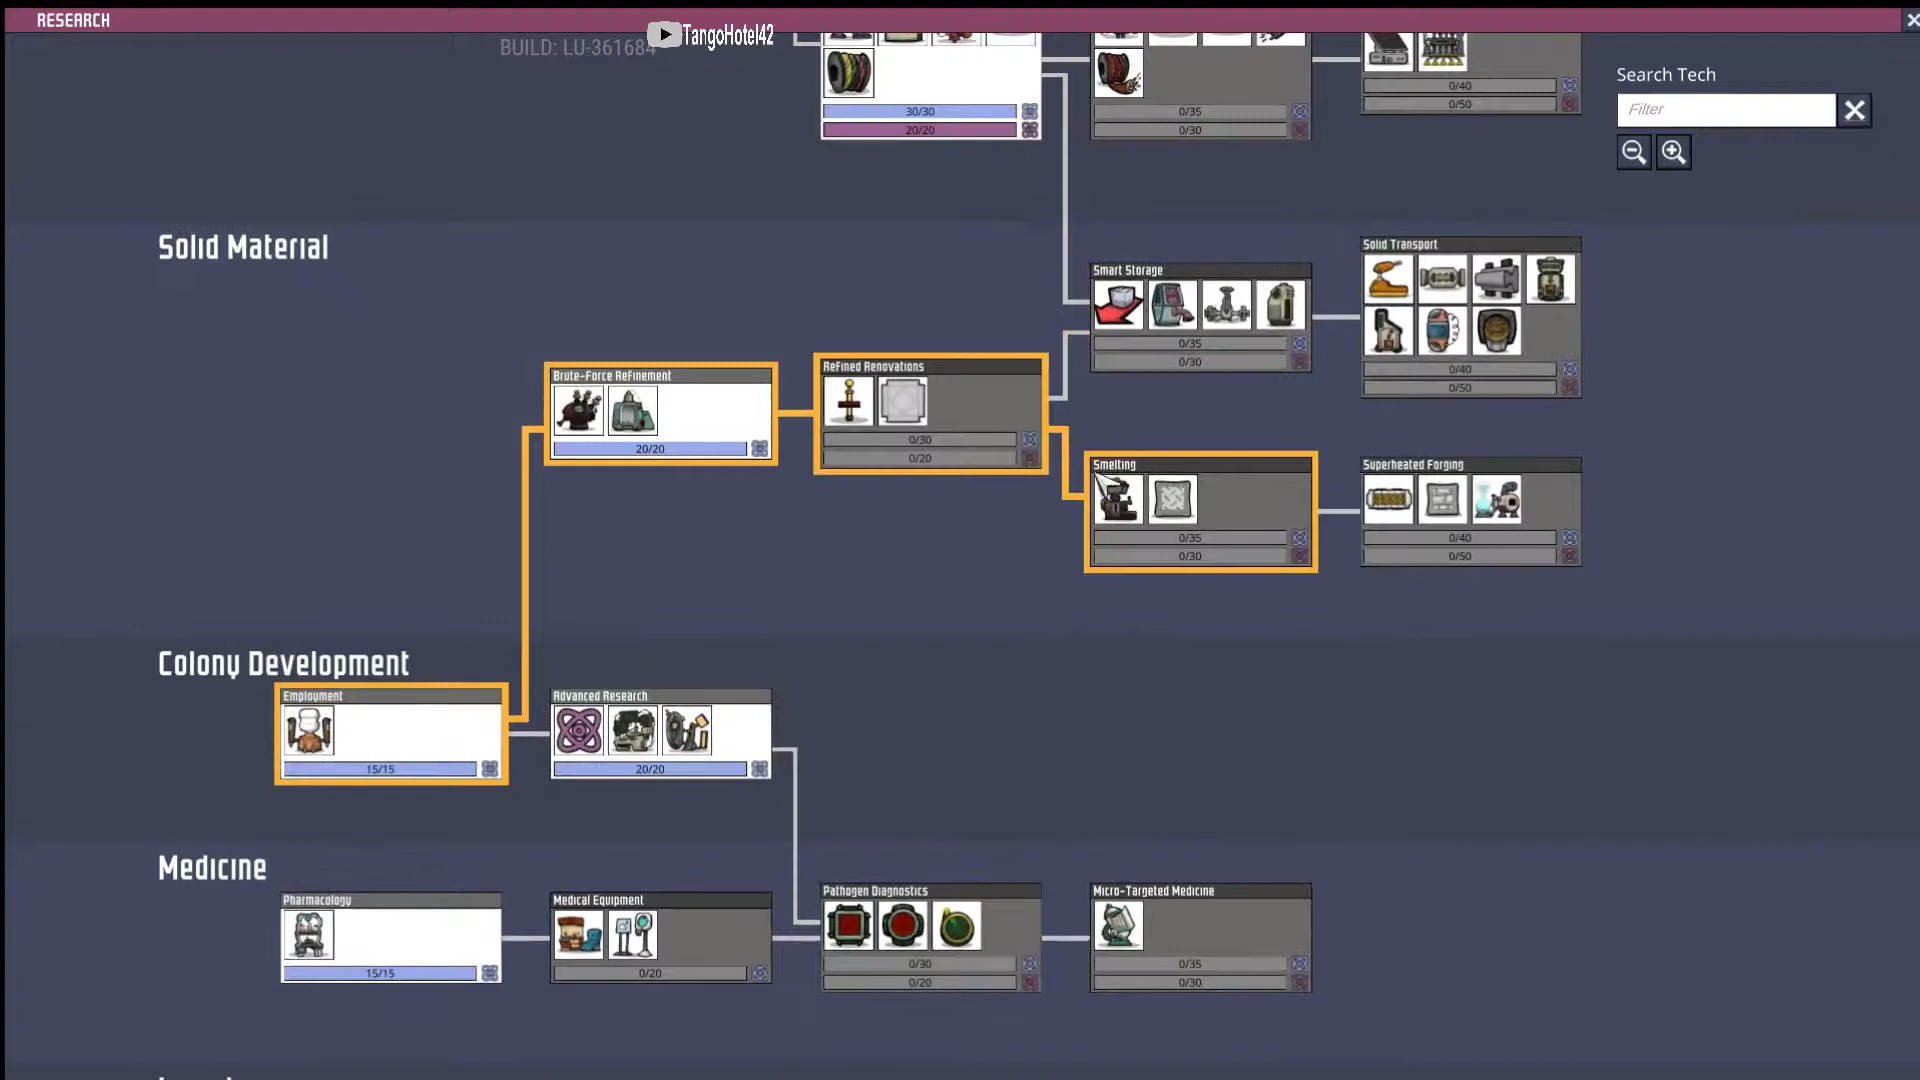 RESEARCH
BUILD: LU-361684
TangoHotel42
Search Tech
Filter
30/30
20/20
0/35
0/30
0/40
0/50
Solid Material
Smart Storage
0/35
0/30
Solid Transport
0/40
0/50
Brute-Force Refinement
20/20
Refined Renovations
0/30
0/20
Smelting
0/35
0/30
Superheated Forging
0/40
0/50
Colony Development
Employment
15/15
Advanced Research
20/20
Medicine
Pharmacology
15/15
Medical Equipment
0/20
Pathogen Diagnostics
0/30
0/20
Micro-Targeted Medicine
0/35
0/30